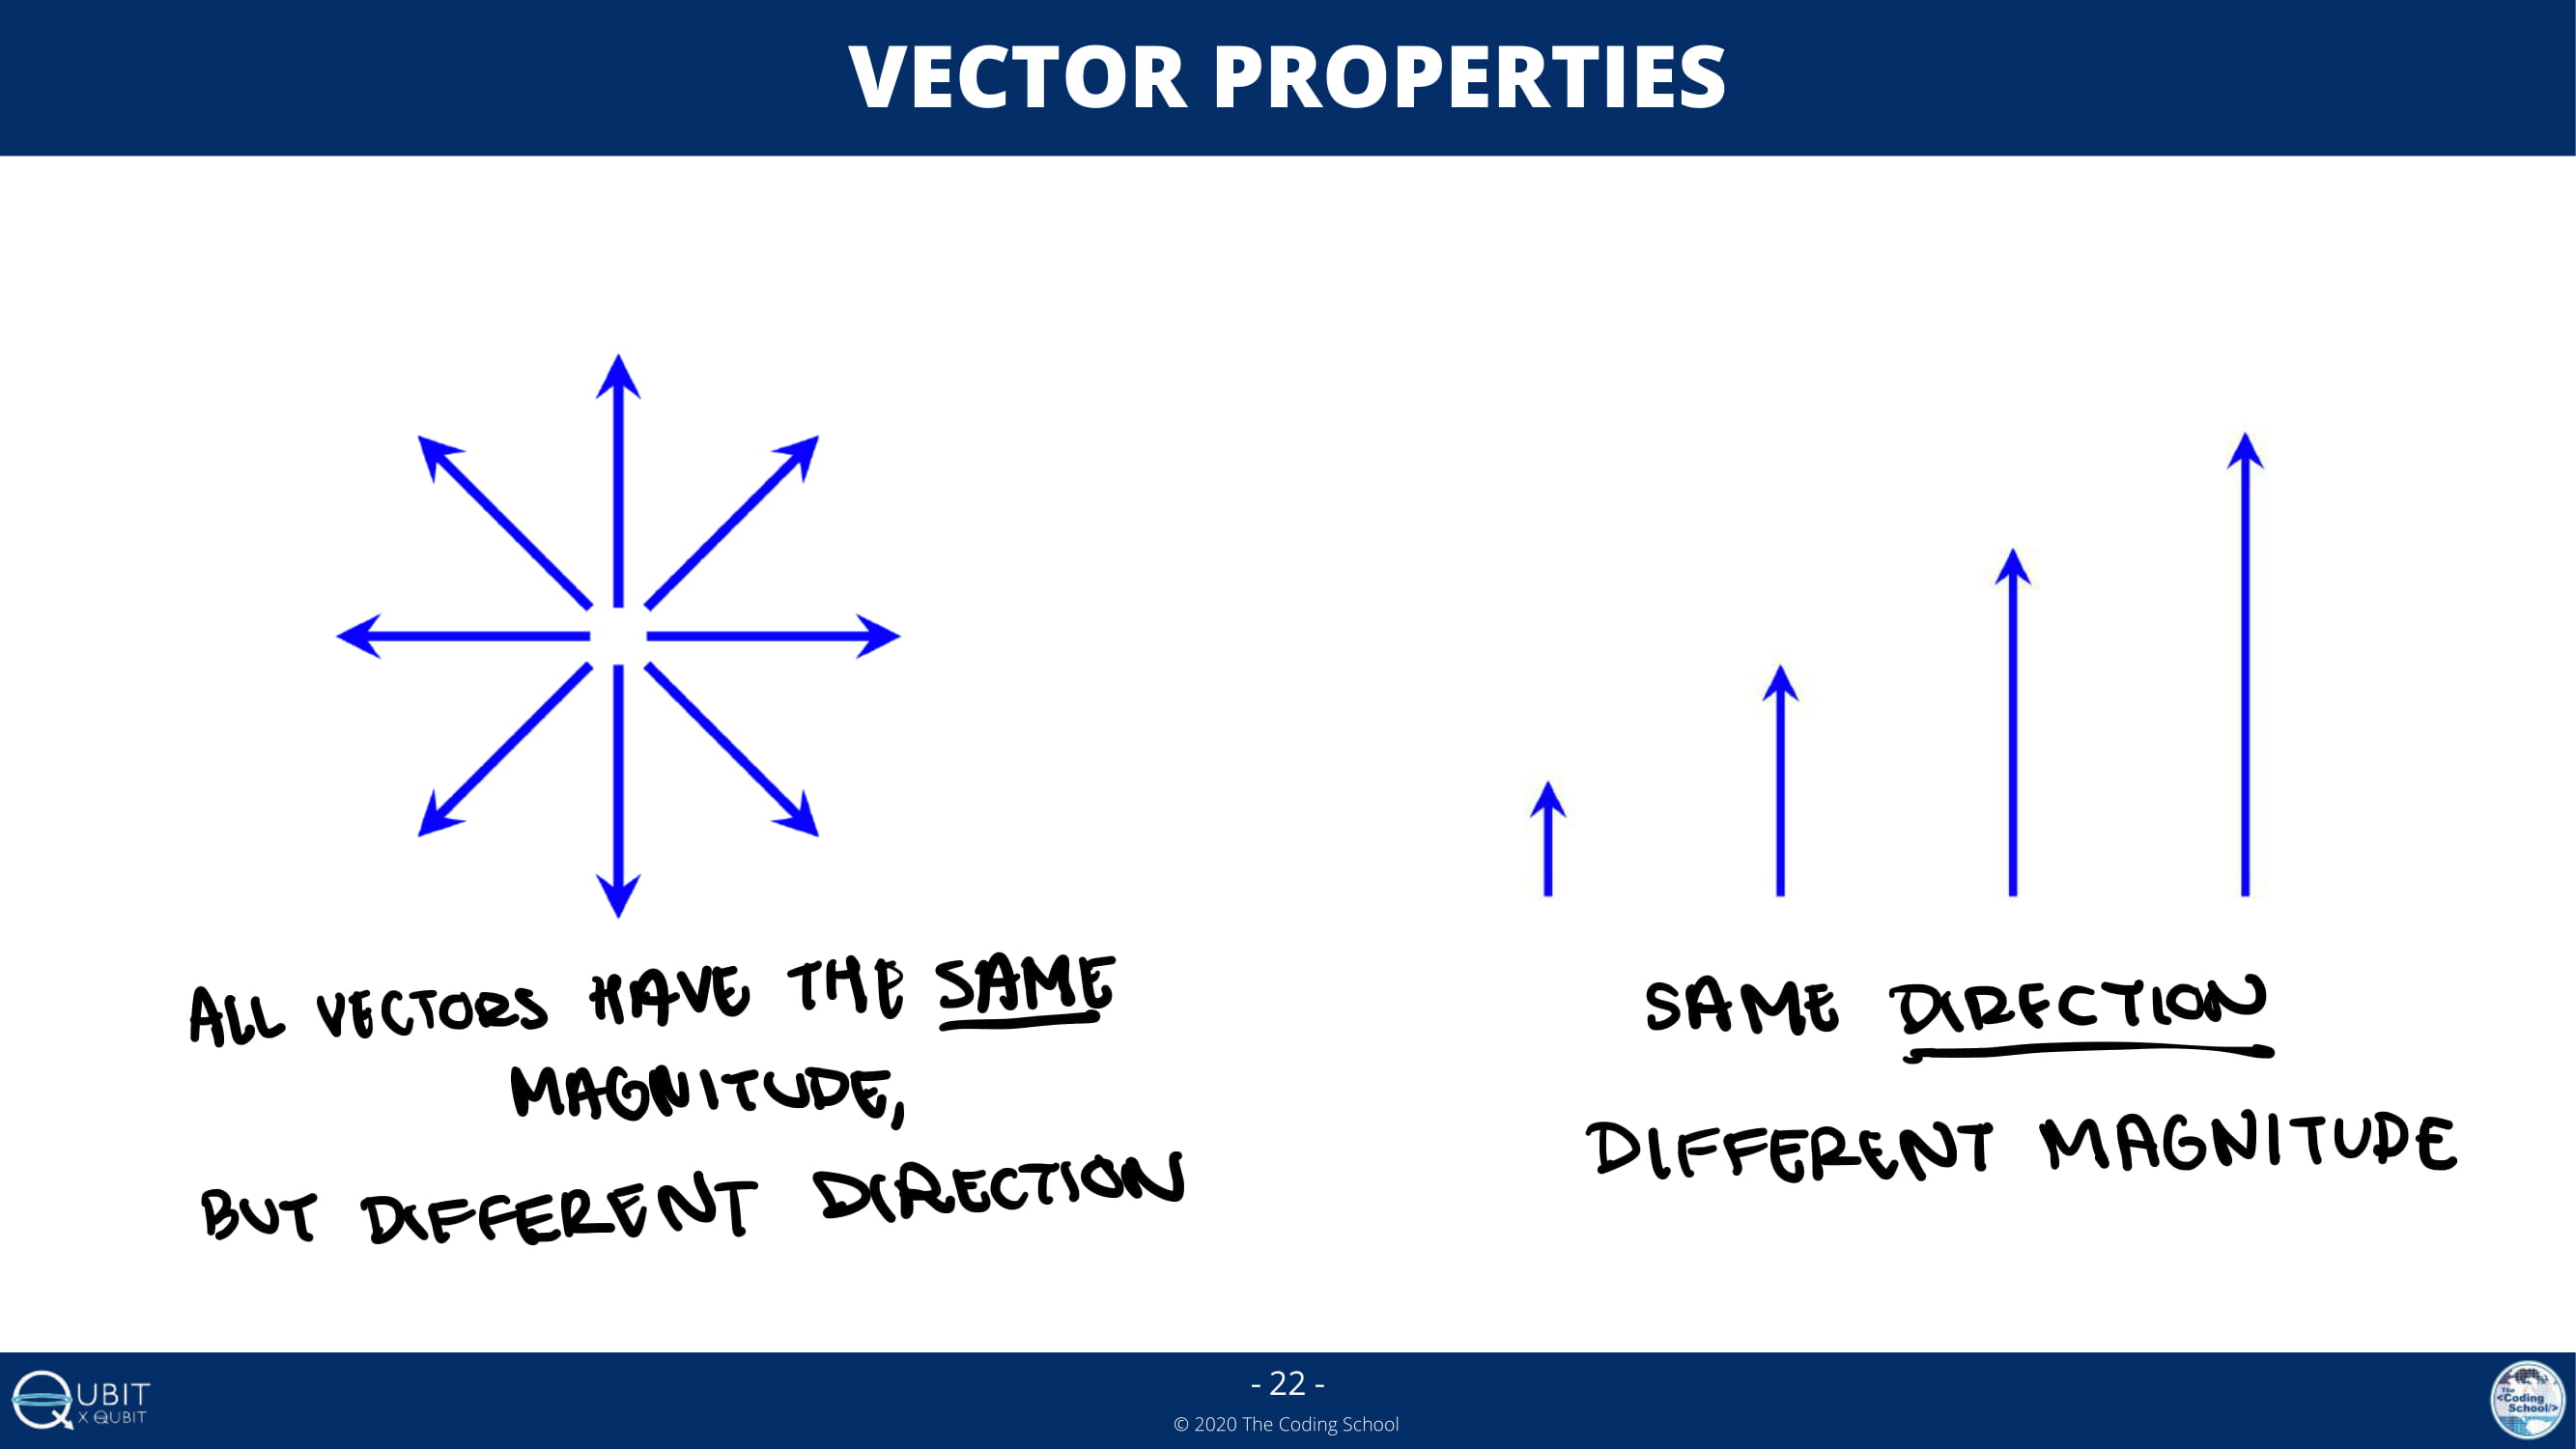 VECTOR PROPERTIES
ALL VECTORS HAVE THE SAME
MAGNITUDE,
BUT DIFFERENT DIRECTION
SAME DIRECTION
DIFFERENT MAGNITUDE
QUBIT
X QUBIT
- 22 -
© 2020 The Coding School
The
<Coding
School/>